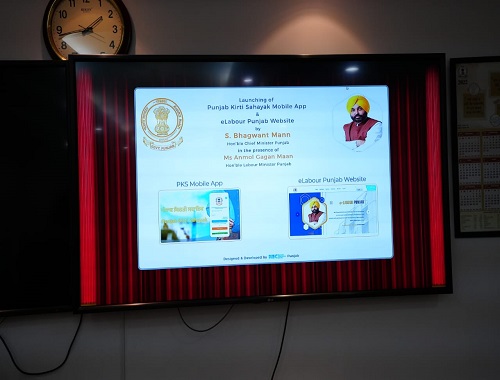 Launching of
Punjab Kirti Sahayak Mobile App
&
eLabour Punjab Website
by
S. Bhagwant Mann
Hon'ble Chief Minister Punjab
in the presence of
Ms Anmol Gagan Maan
Hon'ble Labour Minister Punjab
PKS Mobile App
eLabour Punjab Website
Designed & Developed by
Punjab